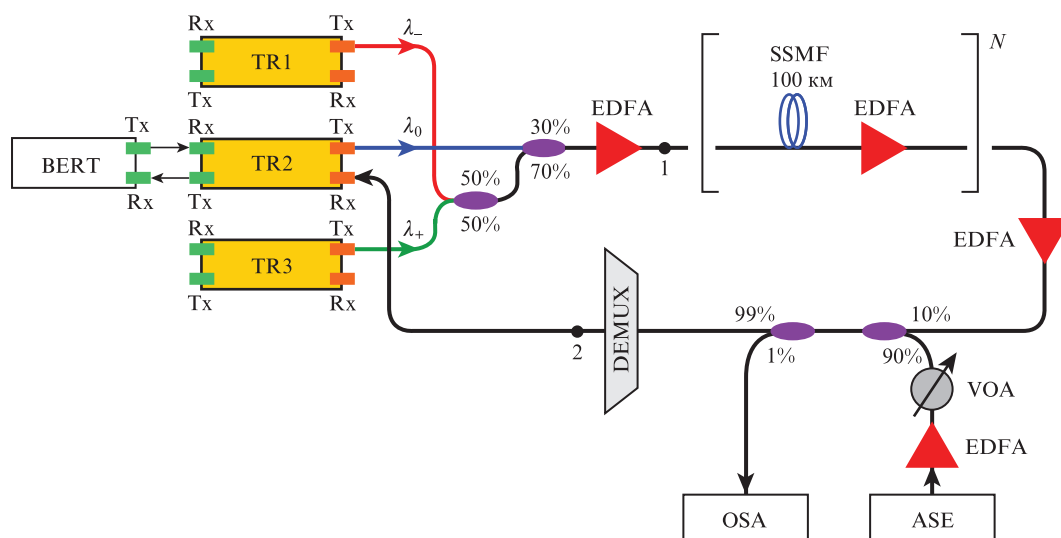 Rx
Tx
λ−
TR1
N
SSMF
100 км
Tx
Rx
EDFA
EDFA
Tx
Rx
Tx
λ0
30%
BERT
TR2
1
50%
70%
Rx
Tx
Rx
50%
Rx
Tx
λ+
EDFA
TR3
Tx
Rx
DEMUX
99%
10%
2
1%
90%
VOA
EDFA
OSA
ASE